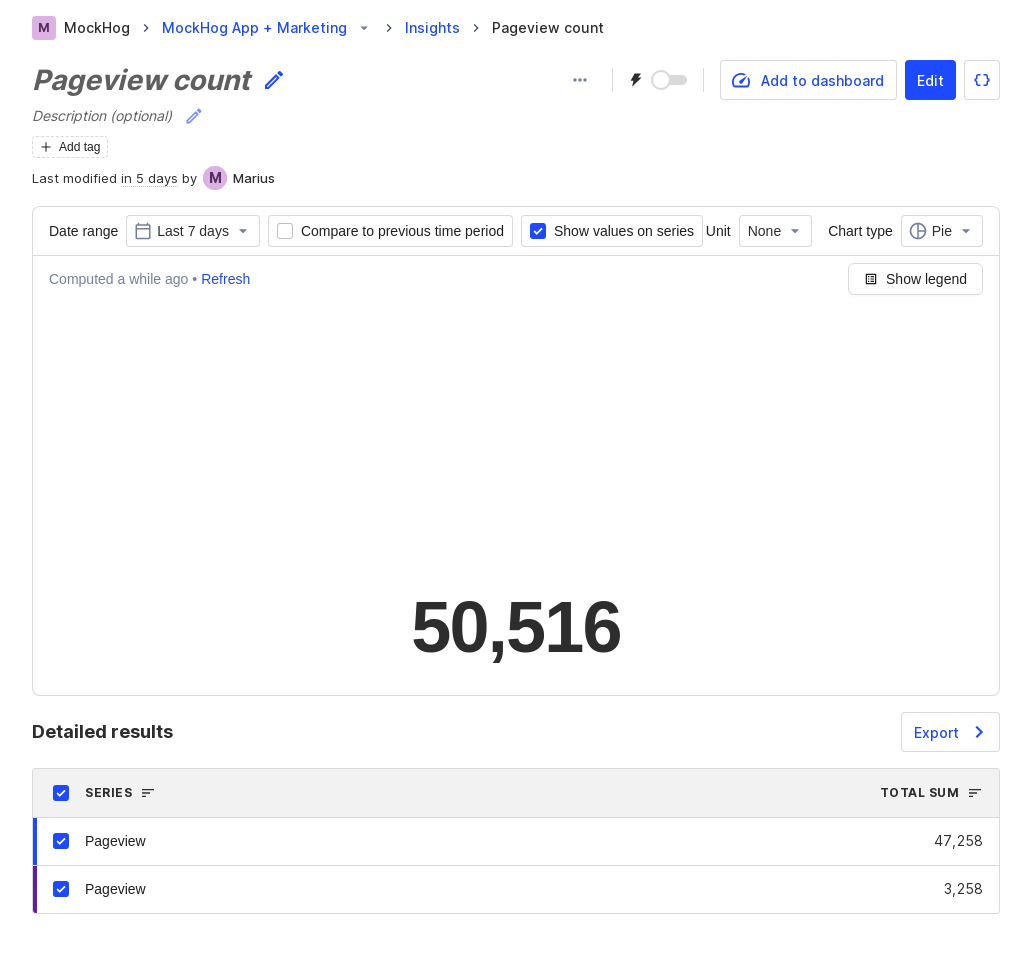 M MockHog MockHog App + Marketing Insights Pageview count
Pageview count
Add to dashboard Edit {}
Description (optional)
Add tag
Last modified in 5 days by M Marius
Date range Last 7 days Compare to previous time period Show values on series Unit None Chart type Pie
Computed a while ago • Refresh Show legend
50,516
Detailed results Export
SERIES TOTAL SUM
Pageview 47,258
Pageview 3,258